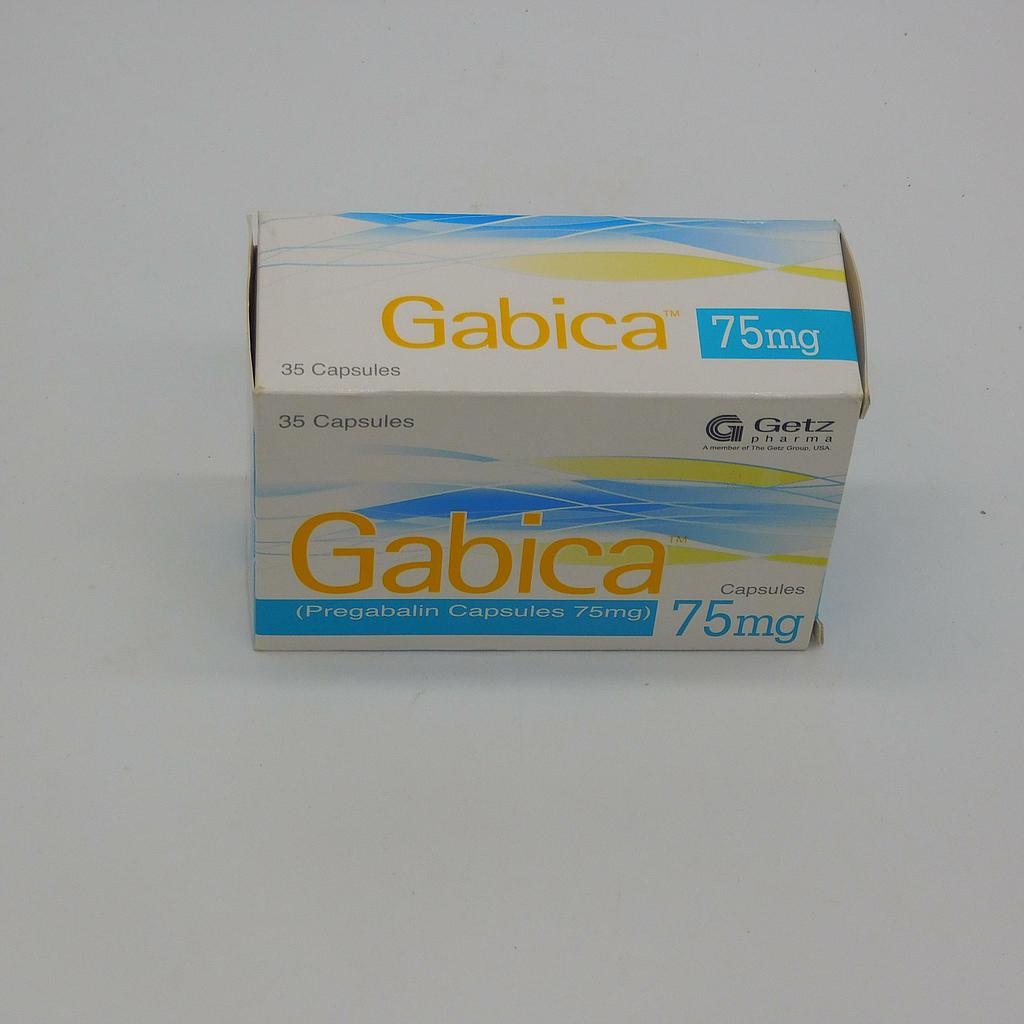 Gabica™ 75mg
35 Capsules
35 Capsules
Getz
pharma
A member of The Getz Group, USA.
Gabica™
Capsules
(Pregabalin Capsules 75mg) 75mg